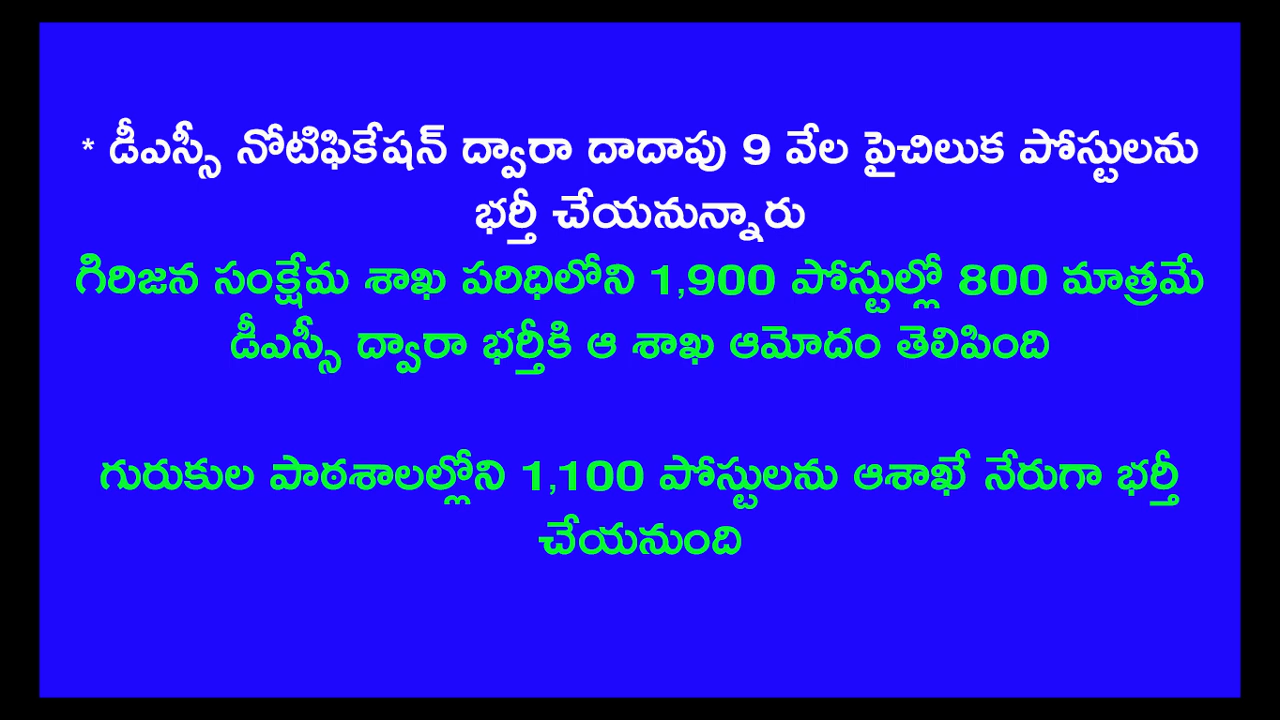 * డీఎస్సీ నోటిఫికేషన్ ద్వారా దాదాపు 9 వేల పైచిలుక పోస్టులను
భర్తీ చేయనున్నారు
గిరిజన సంక్షేమ శాఖ పరిధిలోని 1,900 పోస్టుల్లో 800 మాత్రమే
డీఎస్సీ ద్వారా భర్తీకి ఆ శాఖ ఆమోదం తెలిపింది
గురుకుల పాఠశాలల్లోని 1,100 పోస్టులను ఆశాఖే నేరుగా భర్తీ
చేయనుంది